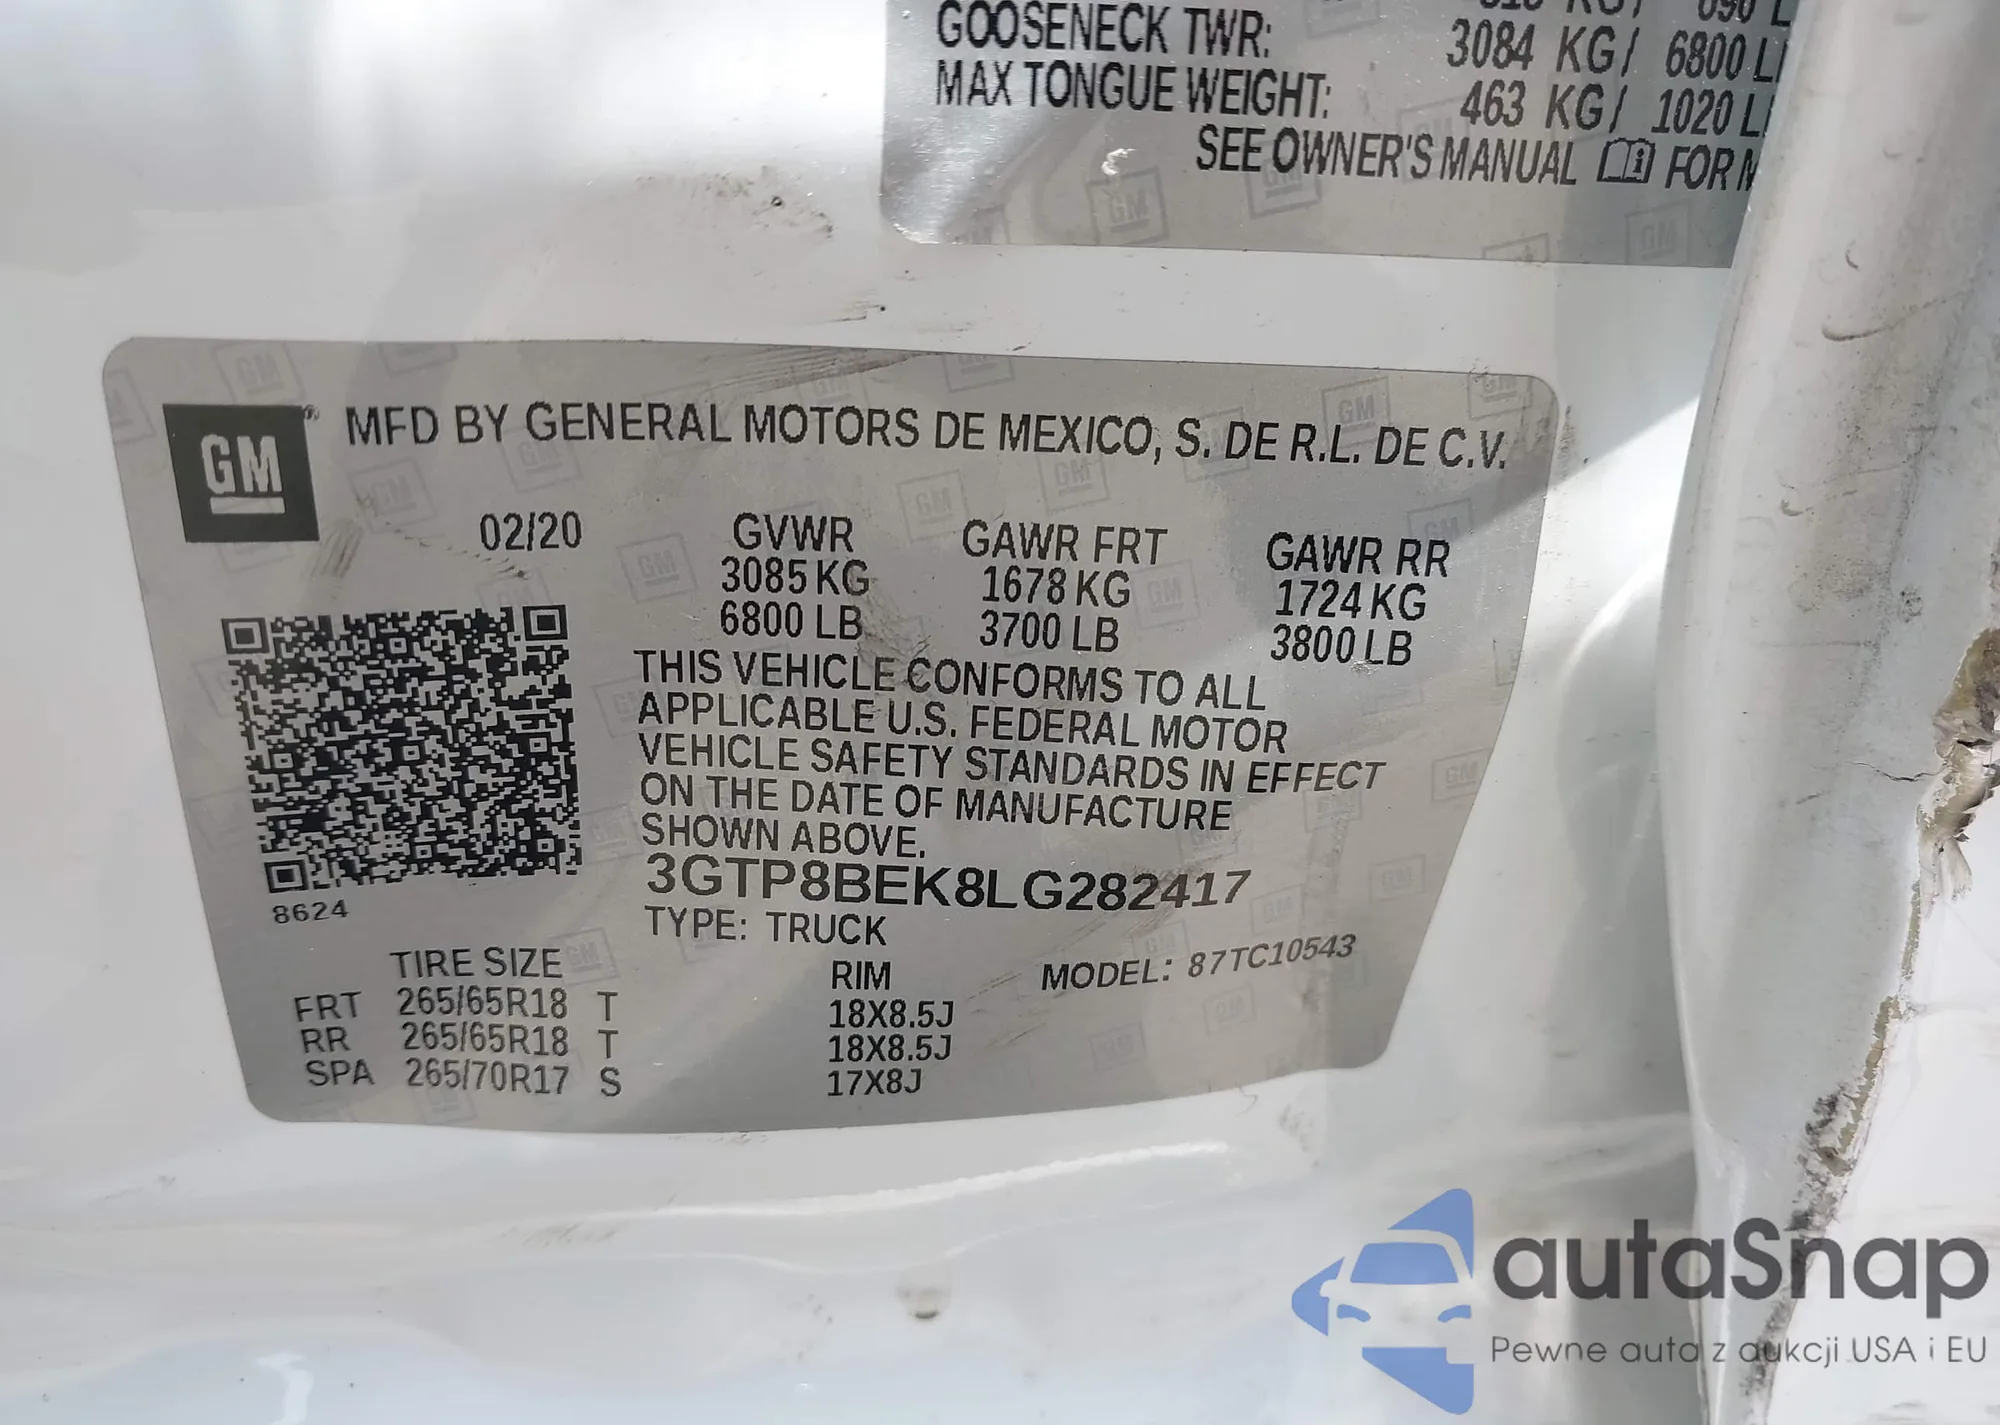 GOOSENECK TWR: 3084 KG/ 6800 L
MAX TONGUE WEIGHT: 463 KG/ 1020 L
SEE OWNER'S MANUAL FOR
GM® MFD BY GENERAL MOTORS DE MEXICO, S. DE R.L. DE C.V.
02/20 GVWR GAWR FRT GAWR RR
3085 KG 1678 KG 1724 KG
6800 LB 3700 LB 3800 LB
THIS VEHICLE CONFORMS TO ALL
APPLICABLE U.S. FEDERAL MOTOR
VEHICLE SAFETY STANDARDS IN EFFECT
ON THE DATE OF MANUFACTURE
SHOWN ABOVE.
3GTP8BEK8LG282417
8624
TYPE: TRUCK
MODEL: 87TC10543
TIRE SIZE RIM
FRT 265/65R18 T 18X8.5J
RR 265/65R18 T 18X8.5J
SPA 265/70R17 S 17X8J
autaSnap
Pewne auta z aukcji USA i EU